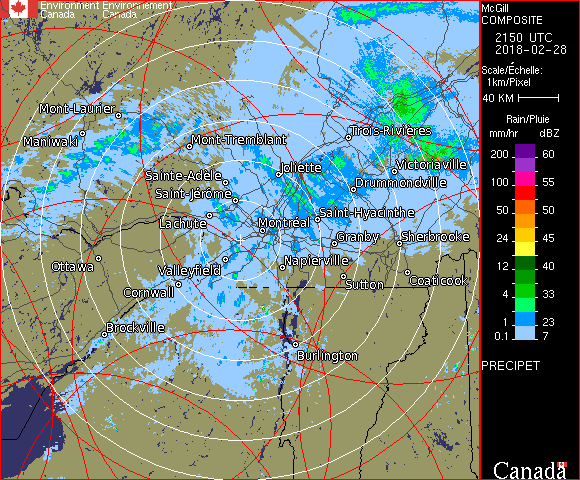 Environment Environnement
Canada Canada
McGill
COMPOSITE
2150 UTC
2018-02-28
Scale/Échelle:
1km/Pixel
40 KM
Rain/Pluie
mm/hr dBZ
200 60
100 55
50 50
24 45
12 40
4 33
1 23
0.1 7
PRECIPET
Canada
Mont-Laurier
Maniwaki
Mont-Tremblant
Trois-Rivières
Sainte-Adèle
Joliette
Victoriaville
Saint-Jérôme
Drummondville
Lachute
Montréal
Saint-Hyacinthe
Granby
Sherbrooke
Ottawa
Valleyfield
Napierville
Cornwall
Sutton
Coaticook
Brockville
Burlington